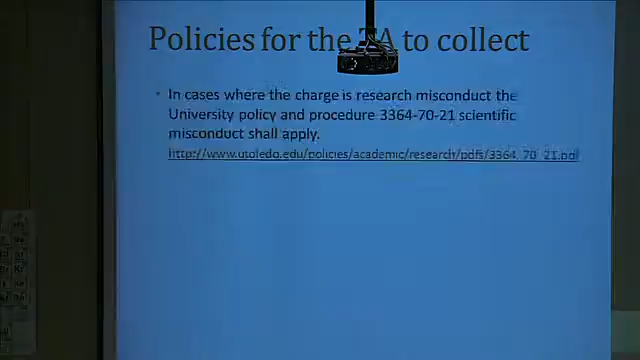 Policies for the TA to collect
• In cases where the charge is research misconduct the
University policy and procedure 3364-70-21 scientific
misconduct shall apply.
http://www.utoledo.edu/policies/academic/research/pdfs/3364_70_21.pdf